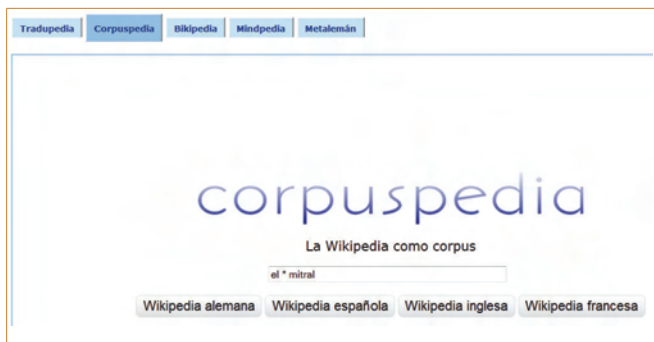 Tradupedia Corpuspedia Bikipedia Mindpedia Metalemán
corpuspedia
La Wikipedia como corpus
el * mitral
Wikipedia alemana Wikipedia española Wikipedia inglesa Wikipedia francesa